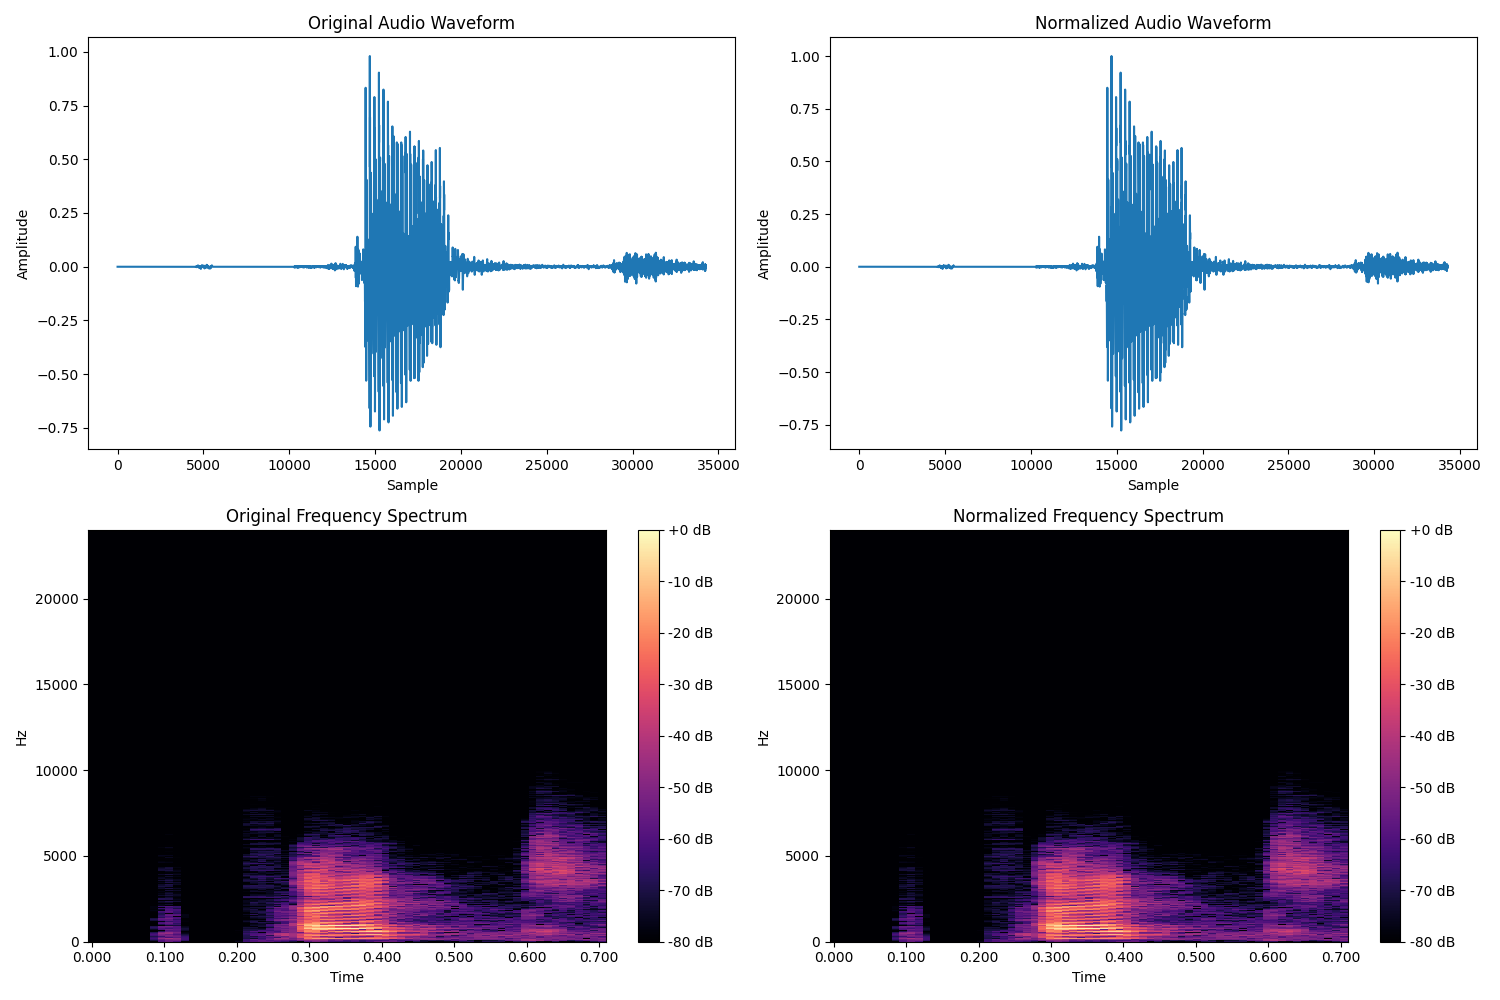 Original Audio Waveform
1.00
0.75
0.50
0.25
0.00
−0.25
−0.50
−0.75
Amplitude
0 5000 10000 15000 20000 25000 30000 35000
Sample
Normalized Audio Waveform
1.00
0.75
0.50
0.25
0.00
−0.25
−0.50
−0.75
Amplitude
0 5000 10000 15000 20000 25000 30000 35000
Sample
Original Frequency Spectrum
20000
15000
10000
5000
0
Hz
0.000 0.100 0.200 0.300 0.400 0.500 0.600 0.700
Time
+0 dB
-10 dB
-20 dB
-30 dB
-40 dB
-50 dB
-60 dB
-70 dB
-80 dB
Normalized Frequency Spectrum
20000
15000
10000
5000
0
Hz
0.000 0.100 0.200 0.300 0.400 0.500 0.600 0.700
Time
+0 dB
-10 dB
-20 dB
-30 dB
-40 dB
-50 dB
-60 dB
-70 dB
-80 dB